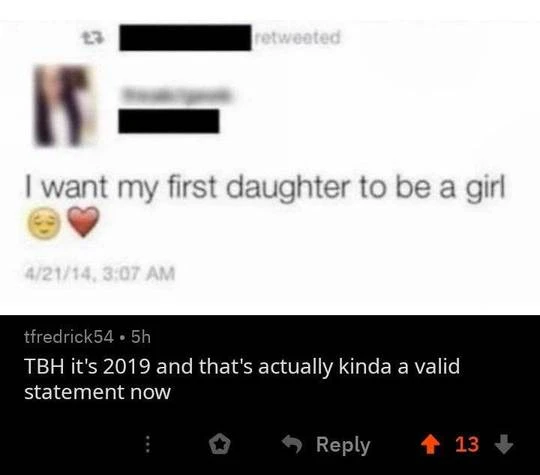 retweeted
I want my first daughter to be a girl
😌❤️
4/21/14, 3:07 AM
tfredrick54 • 5h
TBH it's 2019 and that's actually kinda a valid
statement now
Reply 13